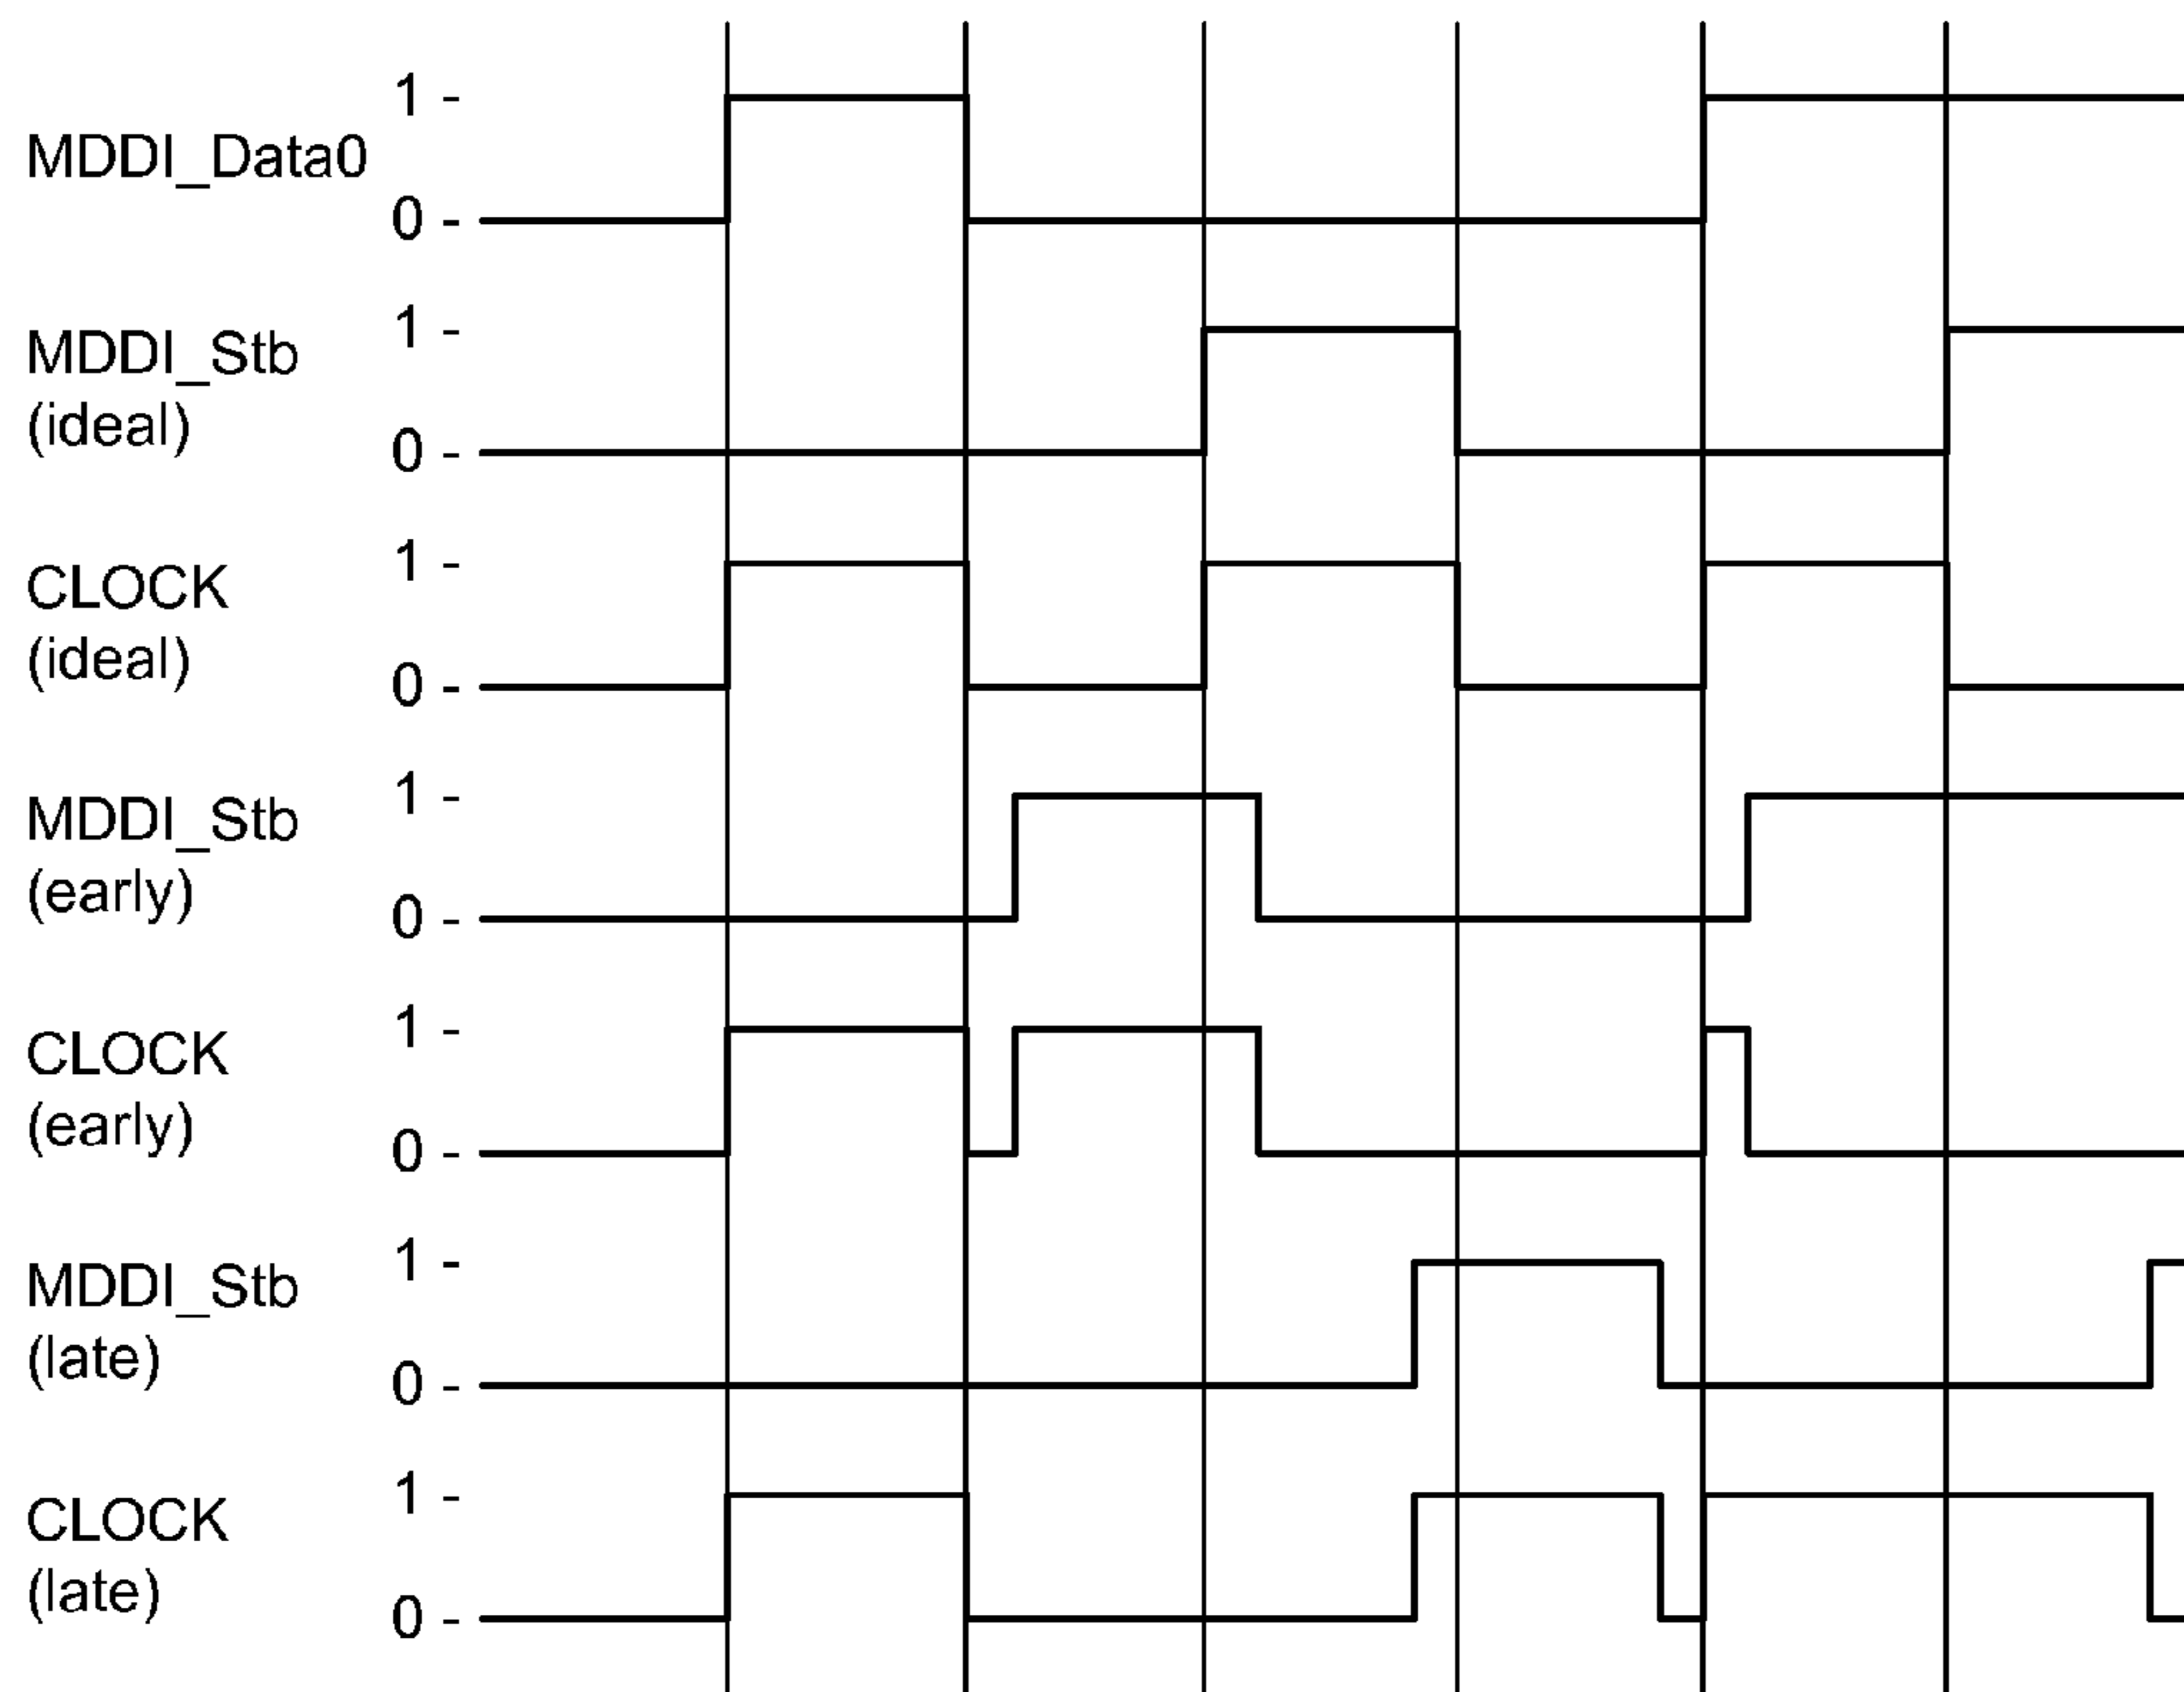 1 -
MDDI_Data0
0 -
1 -
MDDI_Stb
(ideal)
0 -
1 -
CLOCK
(ideal)
0 -
1 -
MDDI_Stb
(early)
0 -
1 -
CLOCK
(early)
0 -
1 -
MDDI_Stb
(late)
0 -
1 -
CLOCK
(late)
0 -